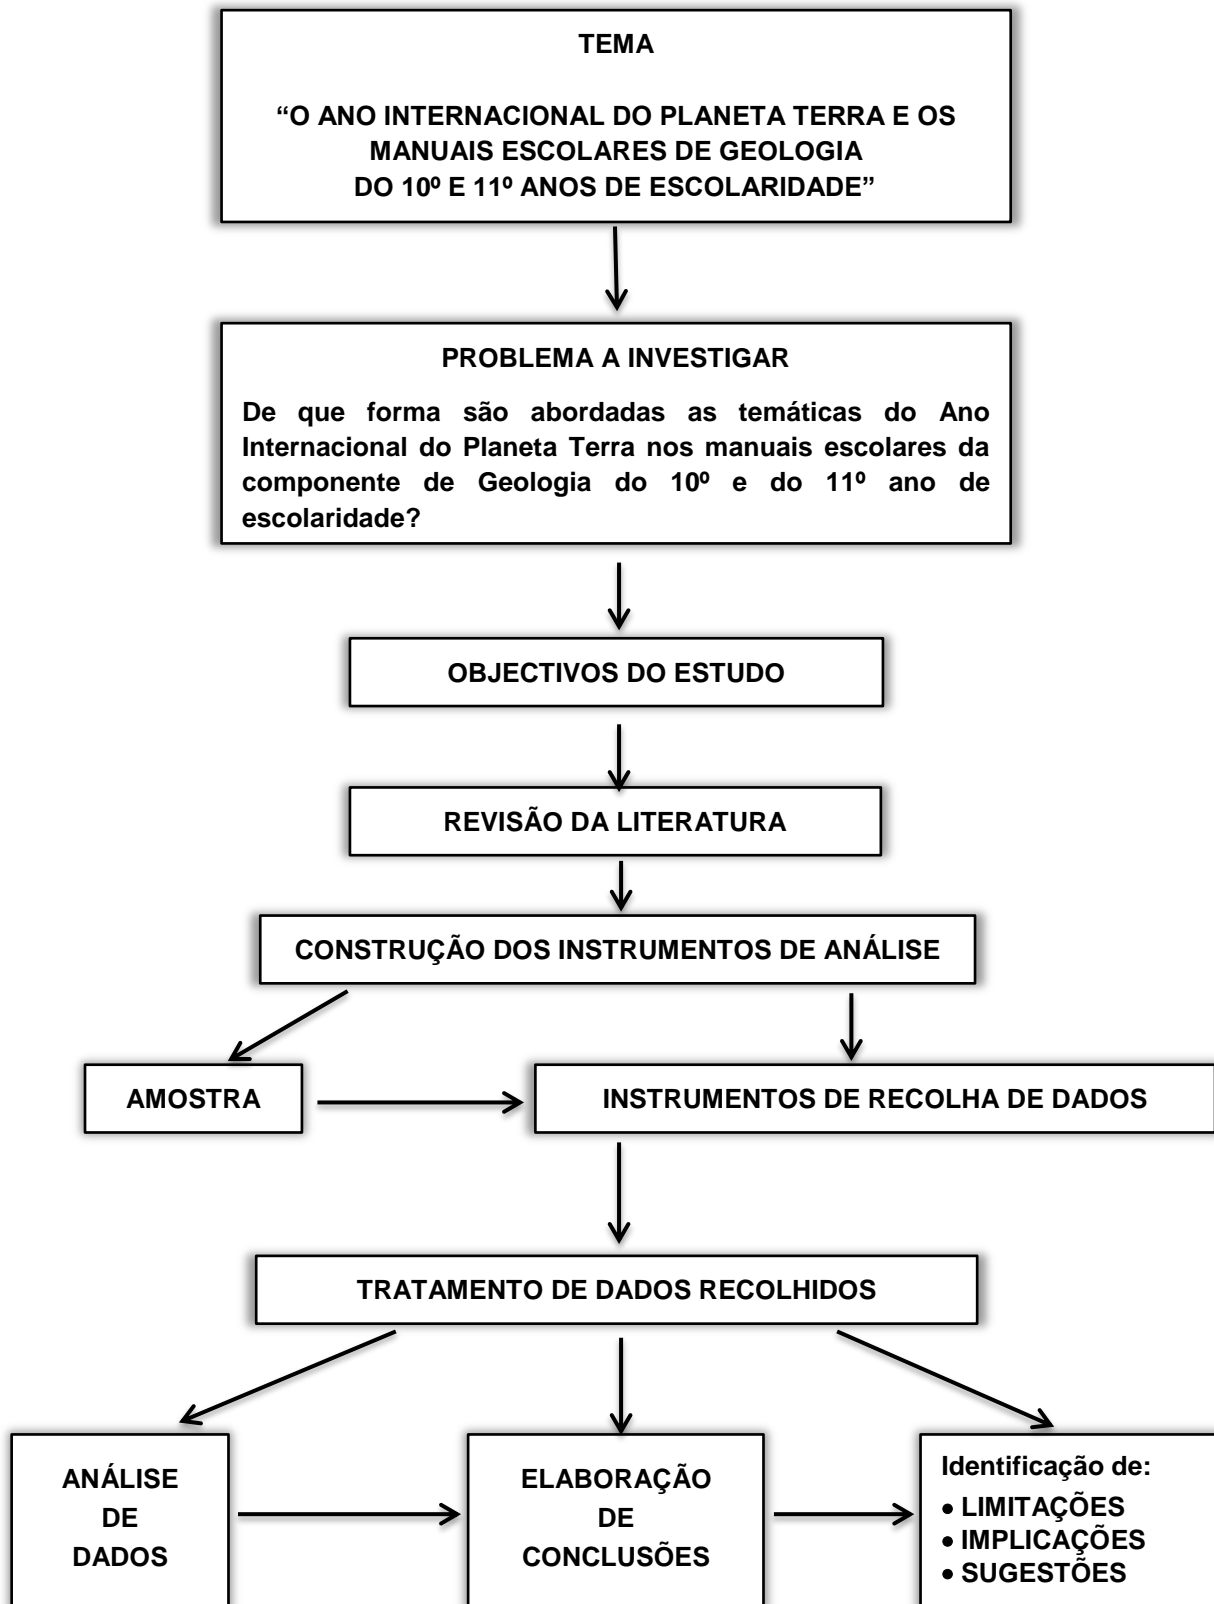 TEMA
“O ANO INTERNACIONAL DO PLANETA TERRA E OS
MANUAIS ESCOLARES DE GEOLOGIA
DO 10º E 11º ANOS DE ESCOLARIDADE”
PROBLEMA A INVESTIGAR
De que forma são abordadas as temáticas do Ano
Internacional do Planeta Terra nos manuais escolares da
componente de Geologia do 10º e do 11º ano de
escolaridade?
OBJECTIVOS DO ESTUDO
REVISÃO DA LITERATURA
CONSTRUÇÃO DOS INSTRUMENTOS DE ANÁLISE
AMOSTRA
INSTRUMENTOS DE RECOLHA DE DADOS
TRATAMENTO DE DADOS RECOLHIDOS
ANÁLISE
DE
DADOS
ELABORAÇÃO
DE
CONCLUSÕES
Identificação de:
• LIMITAÇÕES
• IMPLICAÇÕES
• SUGESTÕES